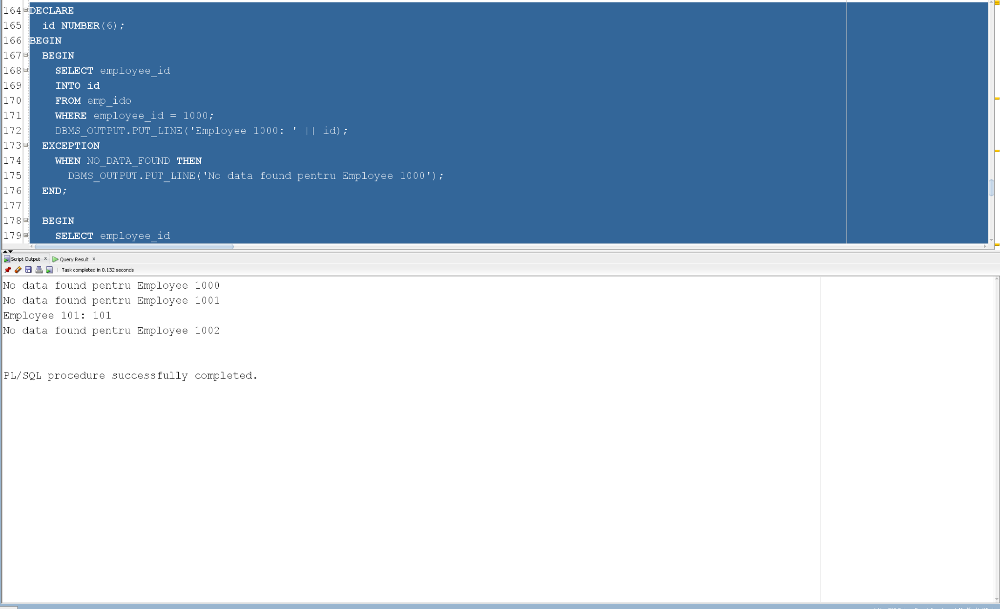 164 DECLARE
165 id NUMBER(6);
166 BEGIN
167 BEGIN
168 SELECT employee_id
169 INTO id
170 FROM emp_ido
171 WHERE employee_id = 1000;
172 DBMS_OUTPUT.PUT_LINE('Employee 1000: ' || id);
173 EXCEPTION
174 WHEN NO_DATA_FOUND THEN
175 DBMS_OUTPUT.PUT_LINE('No data found pentru Employee 1000');
176 END;
177
178 BEGIN
179 SELECT employee_id
Script Output x Query Result x
Task completed in 0.132 seconds
No data found pentru Employee 1000
No data found pentru Employee 1001
Employee 101: 101
No data found pentru Employee 1002
PL/SQL procedure successfully completed.